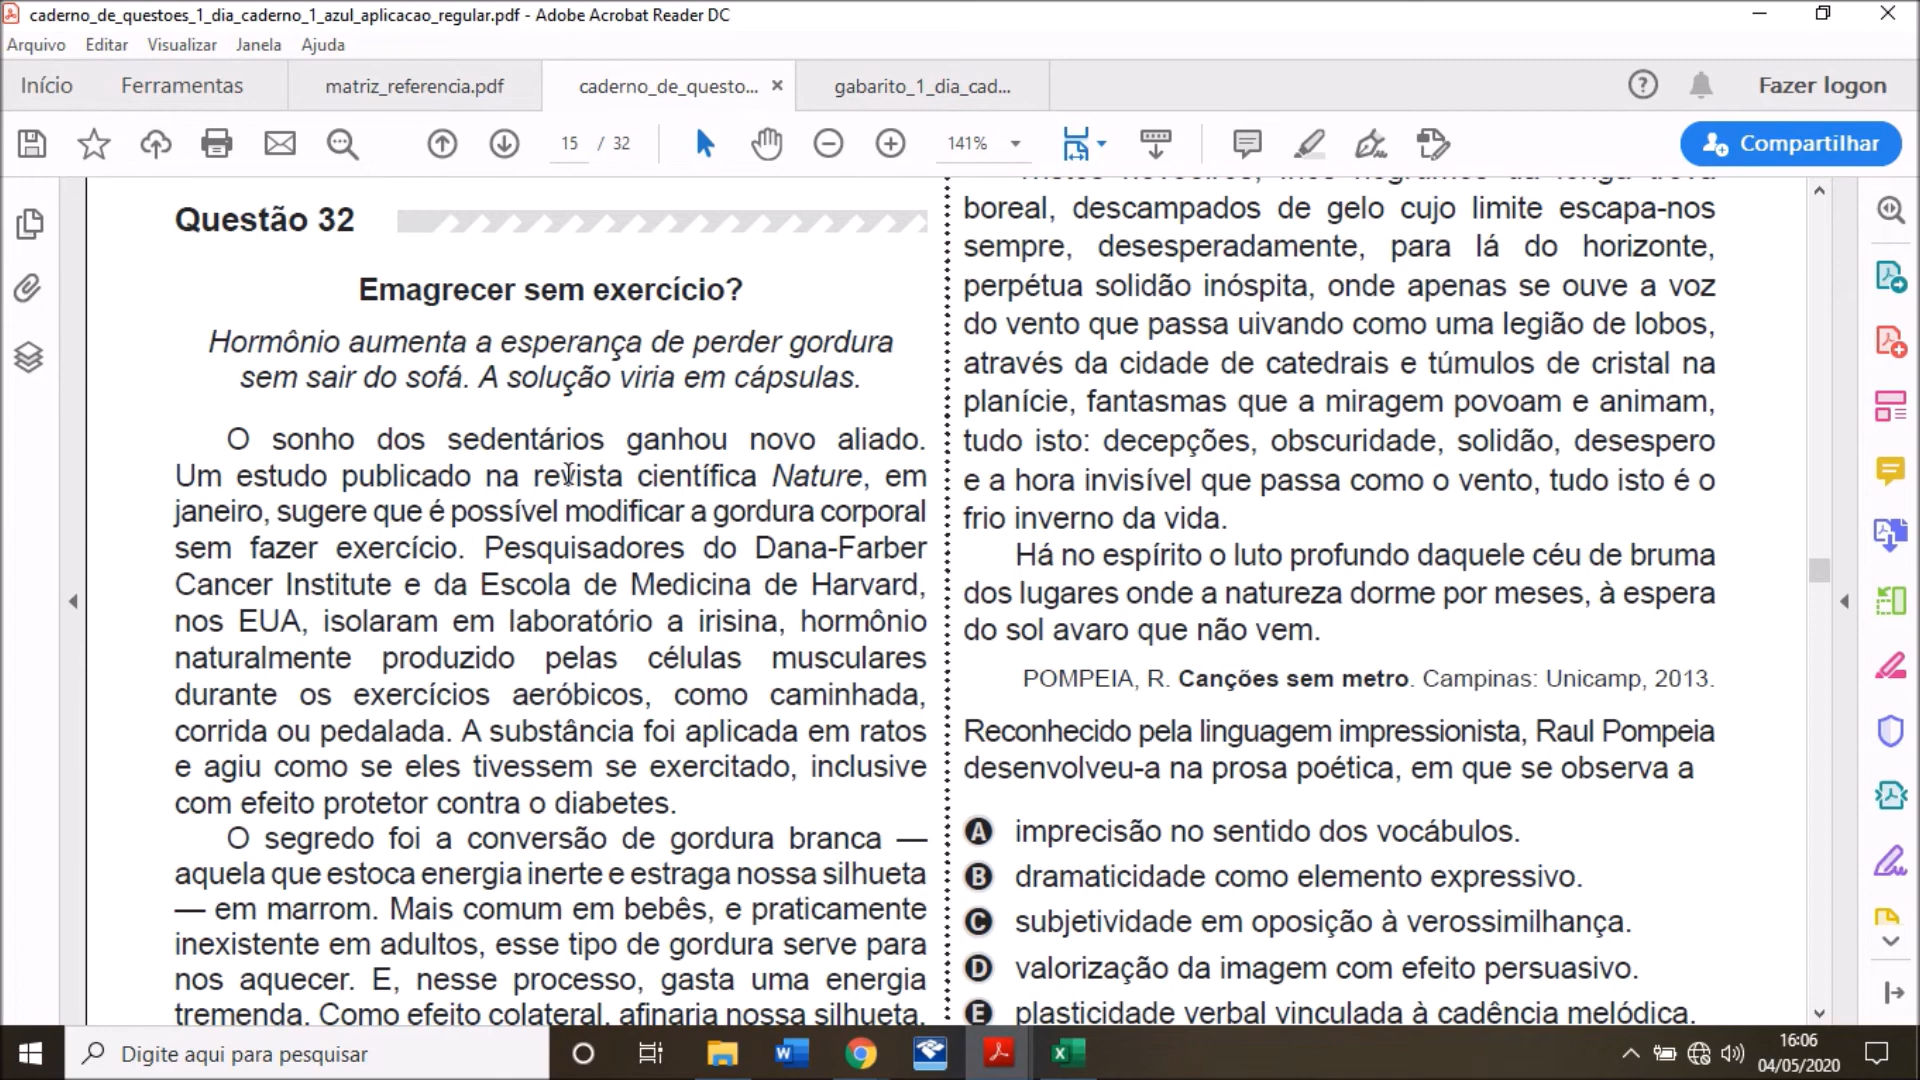 caderno_de_questoes_1_dia_caderno_1_azul_aplicacao_regular.pdf - Adobe Acrobat Reader DC
Arquivo Editar Visualizar Janela Ajuda
Início Ferramentas matriz_referencia.pdf caderno_de_questo... × gabarito_1_dia_cad... Fazer logon
15 / 32 141% Compartilhar
Questão 32
Emagrecer sem exercício?
Hormônio aumenta a esperança de perder gordura
sem sair do sofá. A solução viria em cápsulas.
O sonho dos sedentários ganhou novo aliado.
Um estudo publicado na revista científica Nature, em
janeiro, sugere que é possível modificar a gordura corporal
sem fazer exercício. Pesquisadores do Dana-Farber
Cancer Institute e da Escola de Medicina de Harvard,
nos EUA, isolaram em laboratório a irisina, hormônio
naturalmente produzido pelas células musculares
durante os exercícios aeróbicos, como caminhada,
corrida ou pedalada. A substância foi aplicada em ratos
e agiu como se eles tivessem se exercitado, inclusive
com efeito protetor contra o diabetes.
O segredo foi a conversão de gordura branca —
aquela que estoca energia inerte e estraga nossa silhueta
— em marrom. Mais comum em bebês, e praticamente
inexistente em adultos, esse tipo de gordura serve para
nos aquecer. E, nesse processo, gasta uma energia
tremenda. Como efeito colateral, afinaria nossa silhueta.
boreal, descampados de gelo cujo limite escapa-nos
sempre, desesperadamente, para lá do horizonte,
perpétua solidão inóspita, onde apenas se ouve a voz
do vento que passa uivando como uma legião de lobos,
através da cidade de catedrais e túmulos de cristal na
planície, fantasmas que a miragem povoam e animam,
tudo isto: decepções, obscuridade, solidão, desespero
e a hora invisível que passa como o vento, tudo isto é o
frio inverno da vida.
Há no espírito o luto profundo daquele céu de bruma
dos lugares onde a natureza dorme por meses, à espera
do sol avaro que não vem.
POMPEIA, R. Canções sem metro. Campinas: Unicamp, 2013.
Reconhecido pela linguagem impressionista, Raul Pompeia
desenvolveu-a na prosa poética, em que se observa a
A imprecisão no sentido dos vocábulos.
B dramaticidade como elemento expressivo.
C subjetividade em oposição à verossimilhança.
D valorização da imagem com efeito persuasivo.
E plasticidade verbal vinculada à cadência melódica.
Digite aqui para pesquisar
16:06
04/05/2020